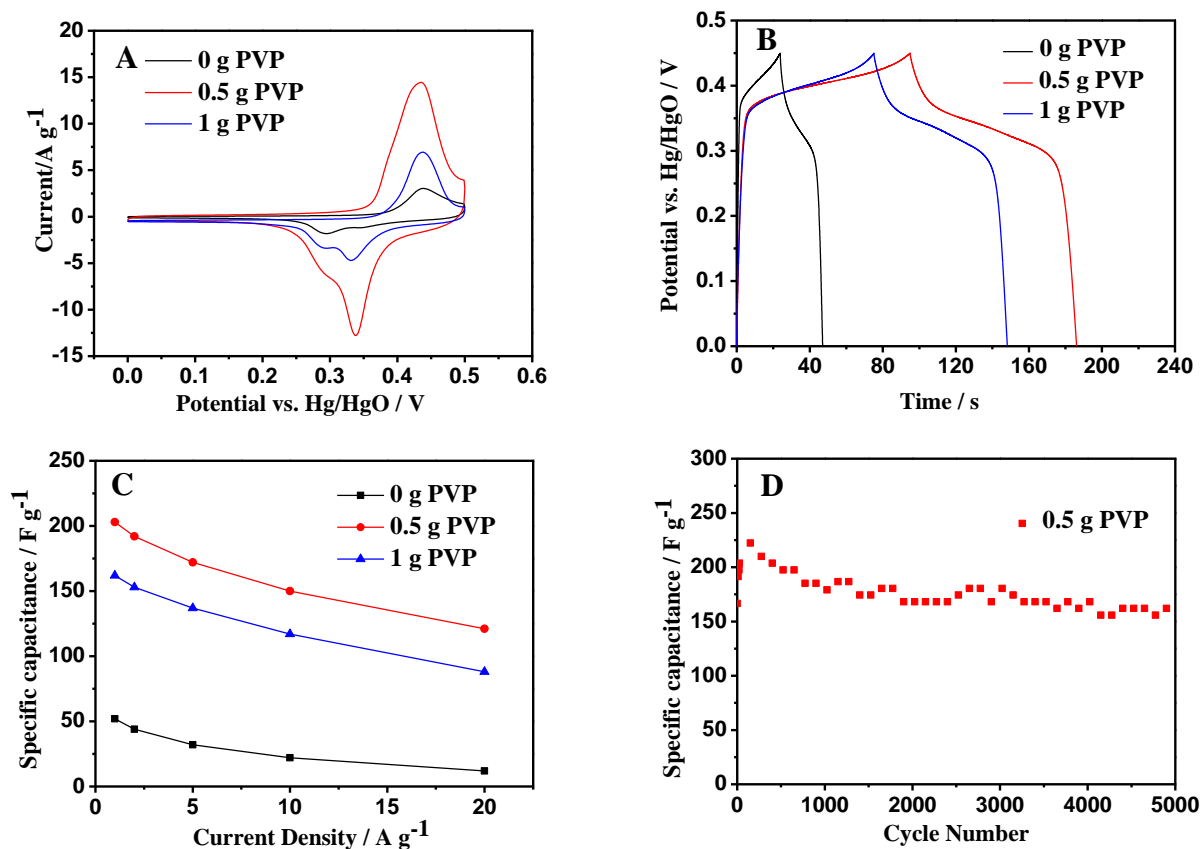 A
0 g PVP
0.5 g PVP
1 g PVP
Current/A g-1
20
15
10
5
0
-5
-10
-15
0.0 0.1 0.2 0.3 0.4 0.5 0.6
Potential vs. Hg/HgO / V
B
0 g PVP
0.5 g PVP
1 g PVP
Potential vs. Hg/HgO / V
0.5
0.4
0.3
0.2
0.1
0.0
0 40 80 120 160 200 240
Time / s
C
0 g PVP
0.5 g PVP
1 g PVP
Specific capacitance / F g-1
250
200
150
100
50
0
0 5 10 15 20
Current Density / A g-1
D
0.5 g PVP
Specific capacitance / F g-1
300
250
200
150
100
50
0
0 1000 2000 3000 4000 5000
Cycle Number